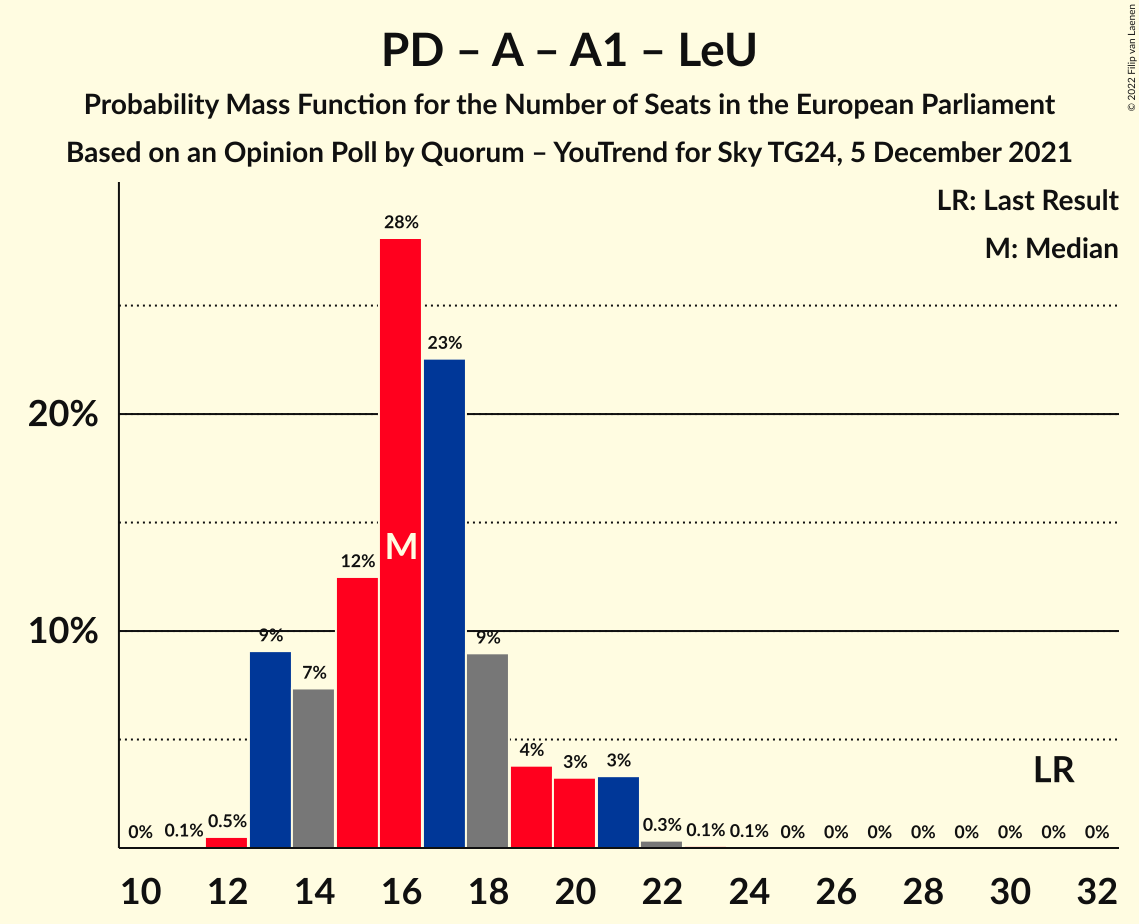 PD – A – A1 – LeU
Probability Mass Function for the Number of Seats in the European Parliament
Based on an Opinion Poll by Quorum – YouTrend for Sky TG24, 5 December 2021
© 2022 Filip van Laenen
LR: Last Result
M: Median
28%
23%
20%
M
12%
10%
9%
9%
7%
4%
3%
3%
LR
0%
0.1%
0.5%
0.3%
0.1%
0.1%
0%
0%
0%
0%
0%
0%
0%
0%
10 12 14 16 18 20 22 24 26 28 30 32